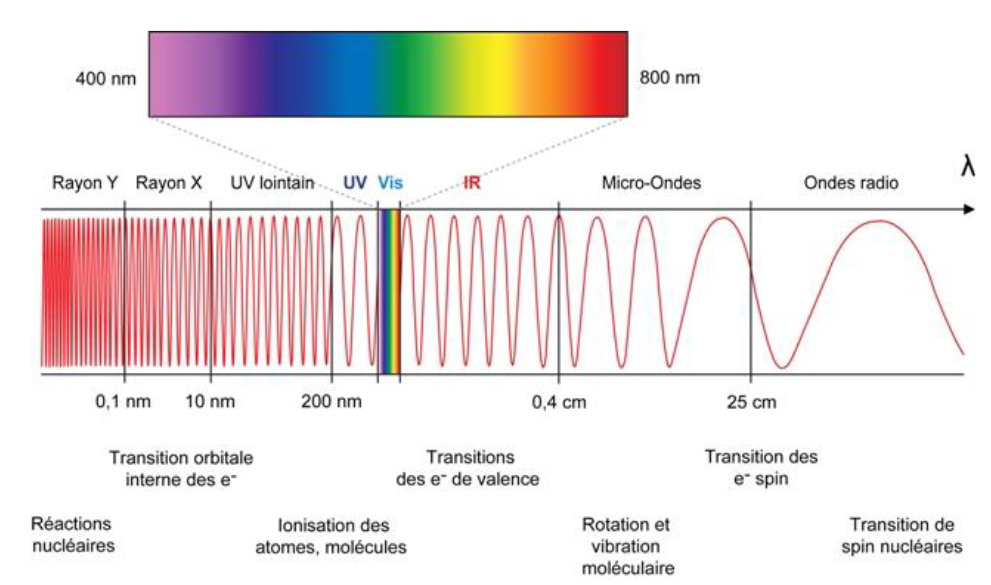 400 nm
800 nm
λ
Rayon Y
Rayon X
UV lointain
UV
Vis
IR
Micro-Ondes
Ondes radio
0,1 nm
10 nm
200 nm
0,4 cm
25 cm
Transition orbitale
interne des e⁻
Transitions
des e⁻ de valence
Transition des
e⁻ spin
Réactions
nucléaires
Ionisation des
atomes, molécules
Rotation et
vibration
moléculaire
Transition de
spin nucléaires